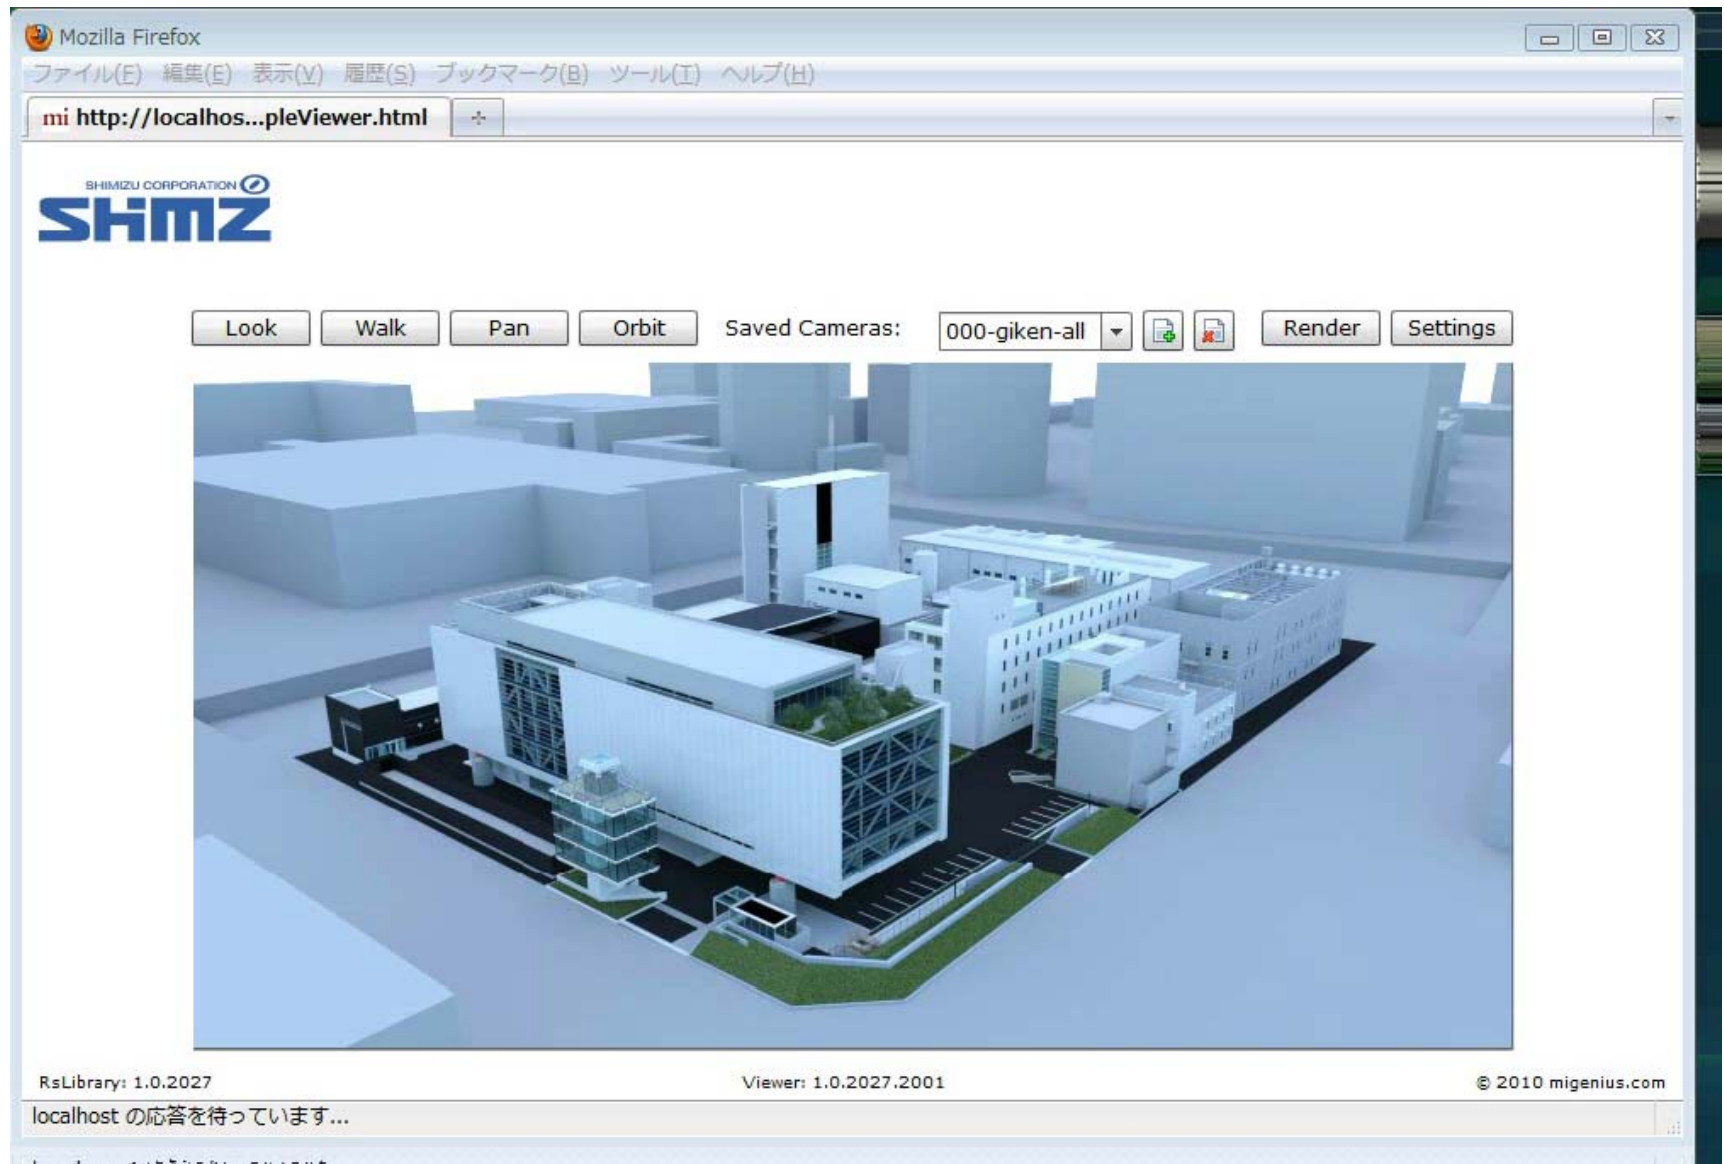 Mozilla Firefox
ファイル(F) 編集(E) 表示(V) 履歴(S) ブックマーク(B) ツール(T) ヘルプ(H)
mi http://localhos...pleViewer.html
SHIMIZU CORPORATION
SHIMZ
Look Walk Pan Orbit Saved Cameras: 000-giken-all Render Settings
RsLibrary: 1.0.2027 Viewer: 1.0.2027.2001 © 2010 migenius.com
localhost の応答を待っています...